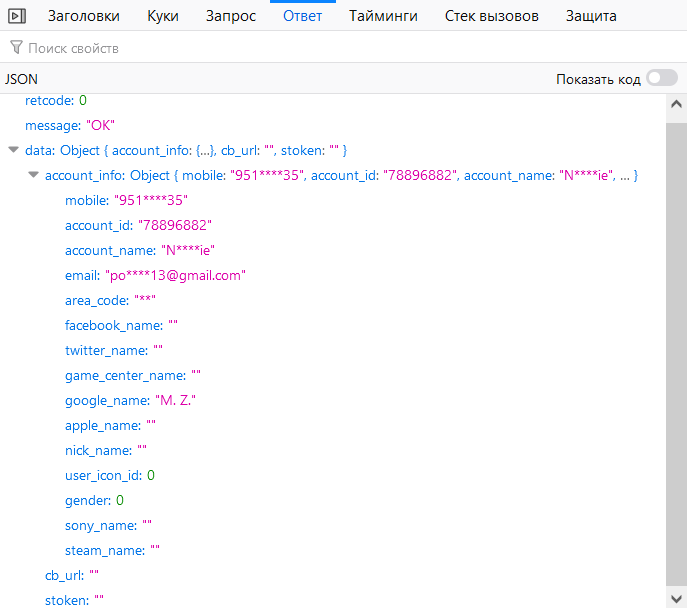 Заголовки Куки Запрос Ответ Тайминги Стек вызовов Защита
Поиск свойств
JSON Показать код
retcode: 0
message: "OK"
data: Object { account_info: {…}, cb_url: "", stoken: "" }
account_info: Object { mobile: "951****35", account_id: "78896882", account_name: "N****ie", … }
mobile: "951****35"
account_id: "78896882"
account_name: "N****ie"
email: "po****13@gmail.com"
area_code: "**"
facebook_name: ""
twitter_name: ""
game_center_name: ""
google_name: "M. Z."
apple_name: ""
nick_name: ""
user_icon_id: 0
gender: 0
sony_name: ""
steam_name: ""
cb_url: ""
stoken: ""